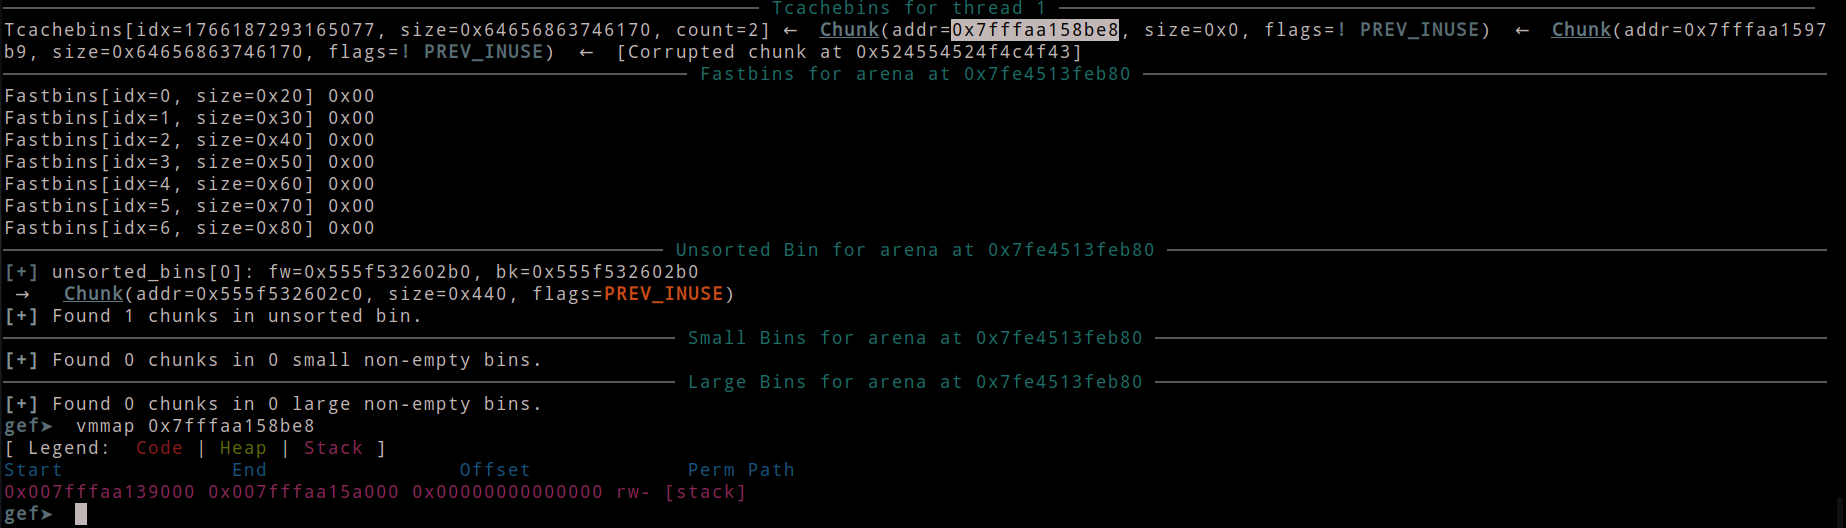 Tcachebins for thread 1
Tcachebins[idx=1766187293165077, size=0x64656863746170, count=2] ← Chunk(addr=0x7fffaa158be8, size=0x0, flags=! PREV_INUSE) ← Chunk(addr=0x7fffaa1597
b9, size=0x64656863746170, flags=! PREV_INUSE) ← [Corrupted chunk at 0x524554524f4c4f43]
Fastbins for arena at 0x7fe4513feb80
Fastbins[idx=0, size=0x20] 0x00
Fastbins[idx=1, size=0x30] 0x00
Fastbins[idx=2, size=0x40] 0x00
Fastbins[idx=3, size=0x50] 0x00
Fastbins[idx=4, size=0x60] 0x00
Fastbins[idx=5, size=0x70] 0x00
Fastbins[idx=6, size=0x80] 0x00
Unsorted Bin for arena at 0x7fe4513feb80
[+] unsorted_bins[0]: fw=0x555f532602b0, bk=0x555f532602b0
→ Chunk(addr=0x555f532602c0, size=0x440, flags=PREV_INUSE)
[+] Found 1 chunks in unsorted bin.
Small Bins for arena at 0x7fe4513feb80
[+] Found 0 chunks in 0 small non-empty bins.
Large Bins for arena at 0x7fe4513feb80
[+] Found 0 chunks in 0 large non-empty bins.
gef➤ vmmap 0x7fffaa158be8
[ Legend: Code | Heap | Stack ]
Start End Offset Perm Path
0x007fffaa139000 0x007fffaa15a000 0x00000000000000 rw- [stack]
gef➤